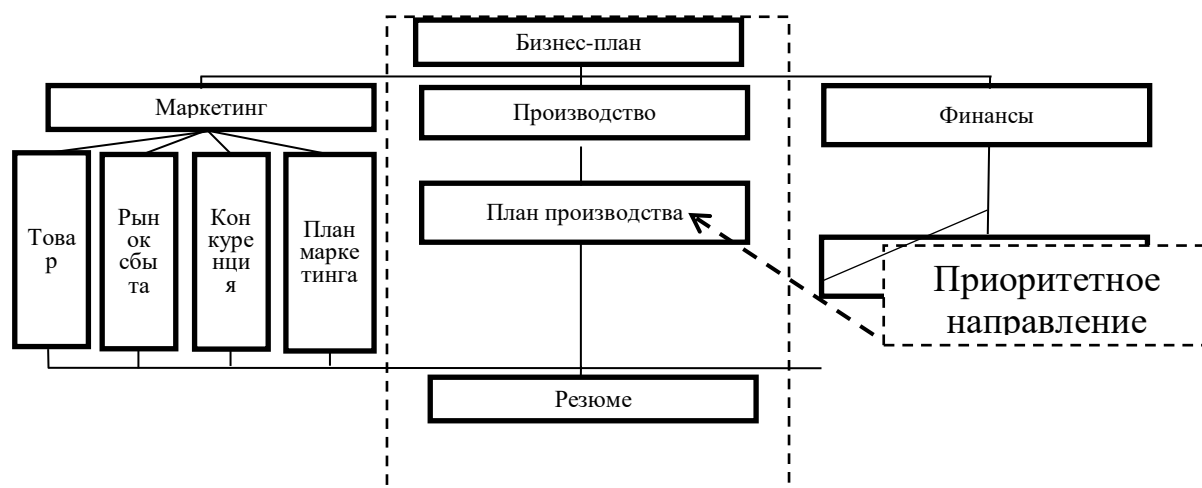 Бизнес-план
Маркетинг
Производство
Финансы
Това
р
Рын
ок
сбы
та
Кон
куре
нци
я
План
марке
тинга
План производства
Приоритетное
направление
Резюме